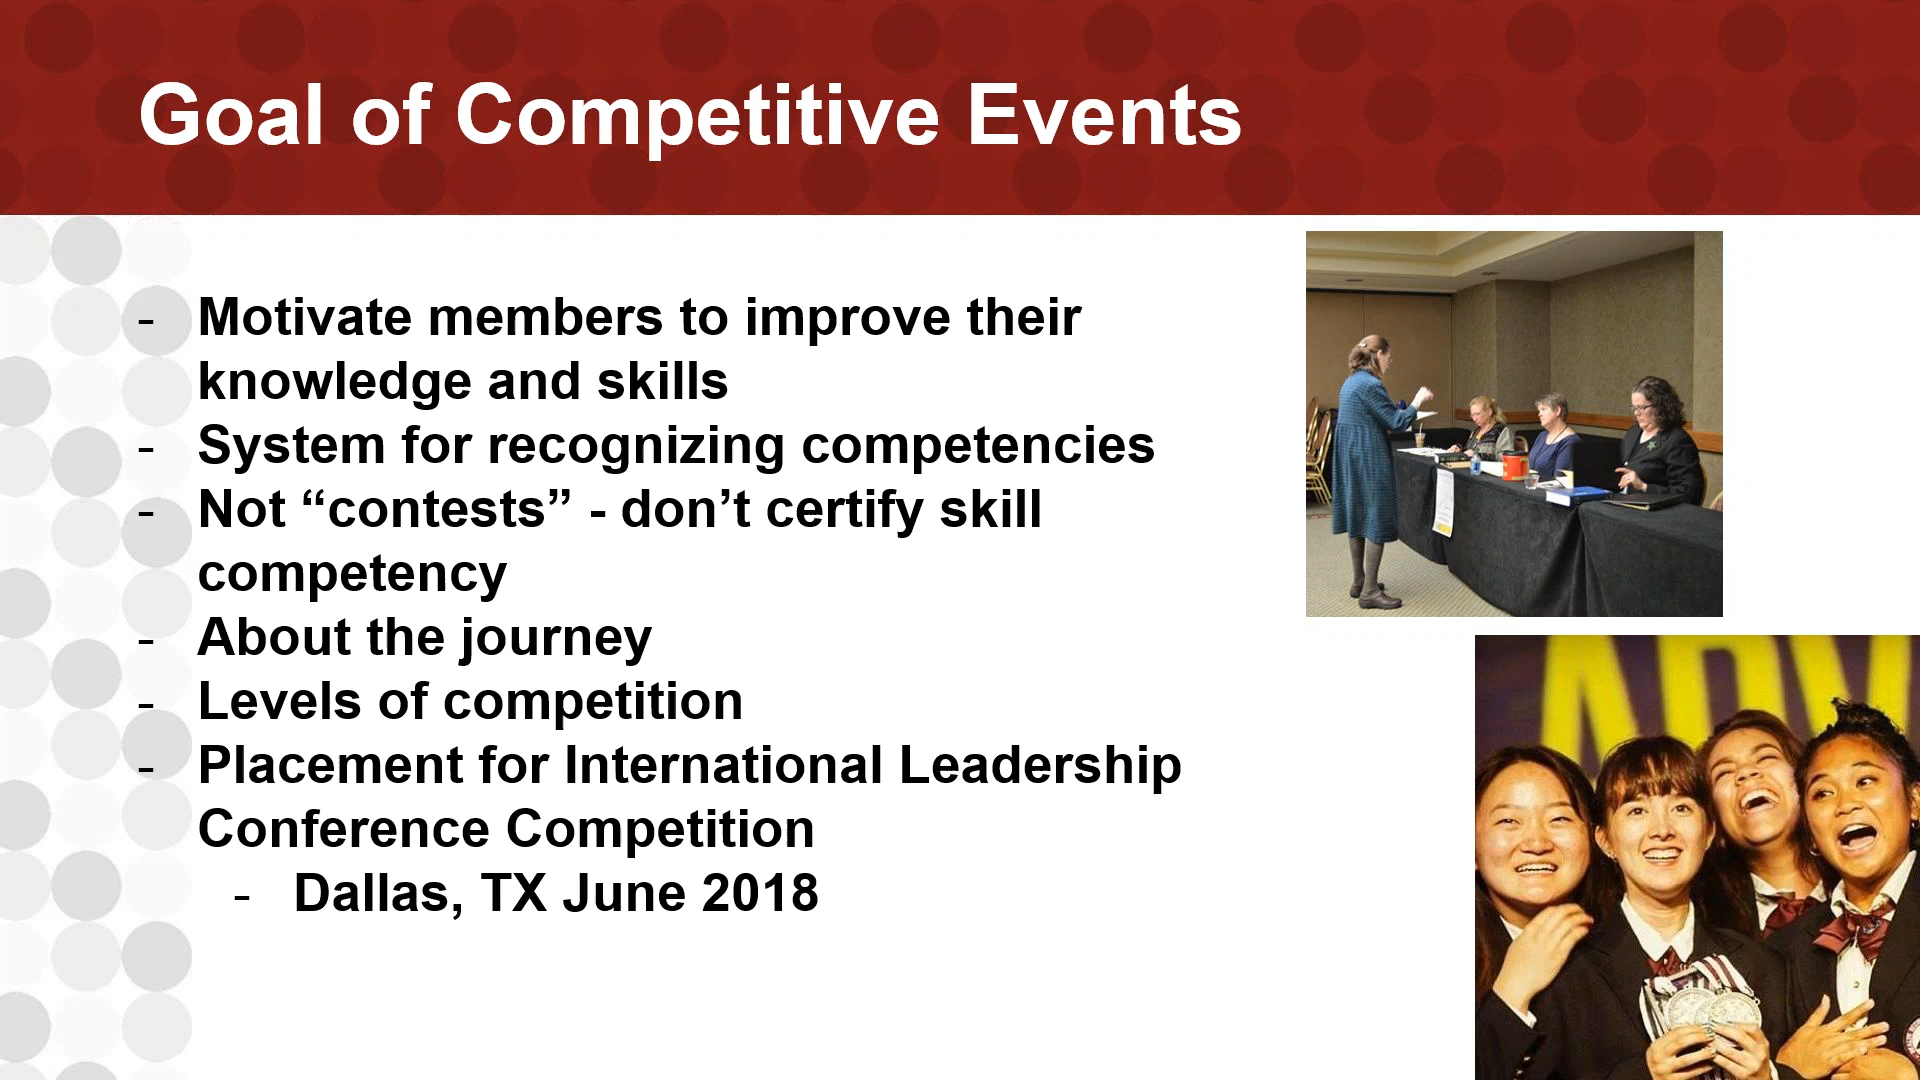 Goal of Competitive Events
- Motivate members to improve their
knowledge and skills
- System for recognizing competencies
- Not “contests” - don’t certify skill
competency
- About the journey
- Levels of competition
- Placement for International Leadership
Conference Competition
- Dallas, TX June 2018
ADV